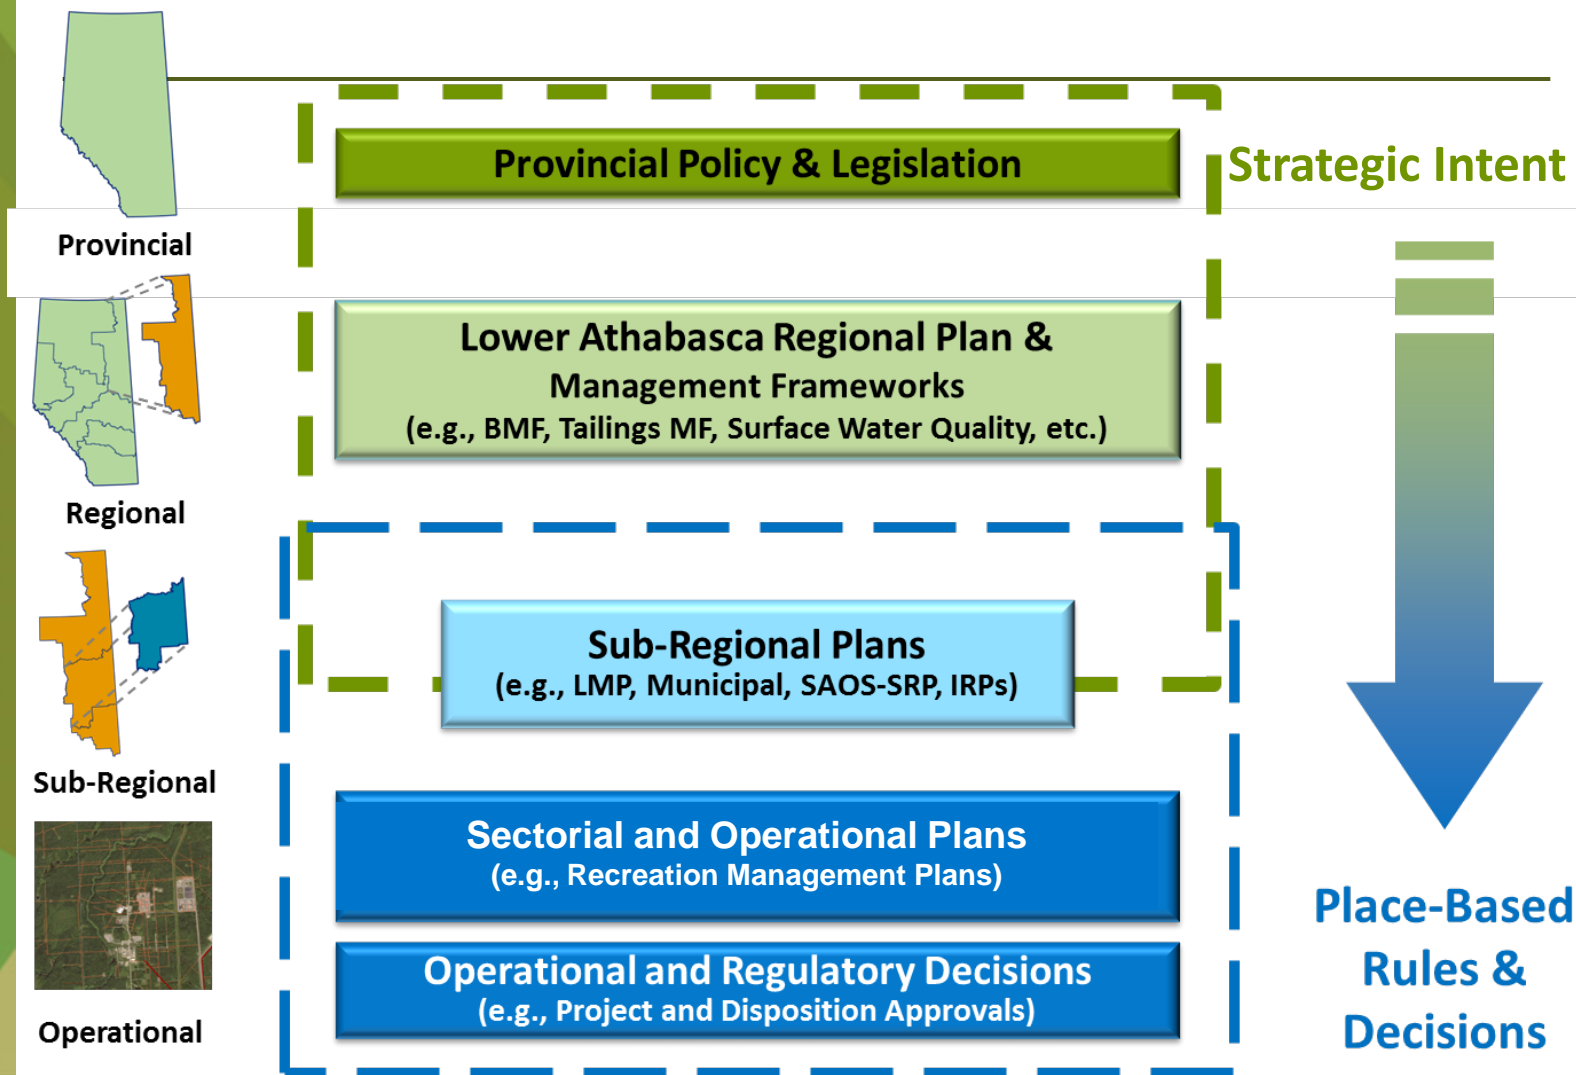 Provincial Policy & Legislation
Strategic Intent
Provincial
Lower Athabasca Regional Plan &
Management Frameworks
(e.g., BMF, Tailings MF, Surface Water Quality, etc.)
Regional
Sub-Regional Plans
(e.g., LMP, Municipal, SAOS-SRP, IRPs)
Sub-Regional
Sectorial and Operational Plans
(e.g., Recreation Management Plans)
Operational and Regulatory Decisions
(e.g., Project and Disposition Approvals)
Operational
Place-Based
Rules &
Decisions